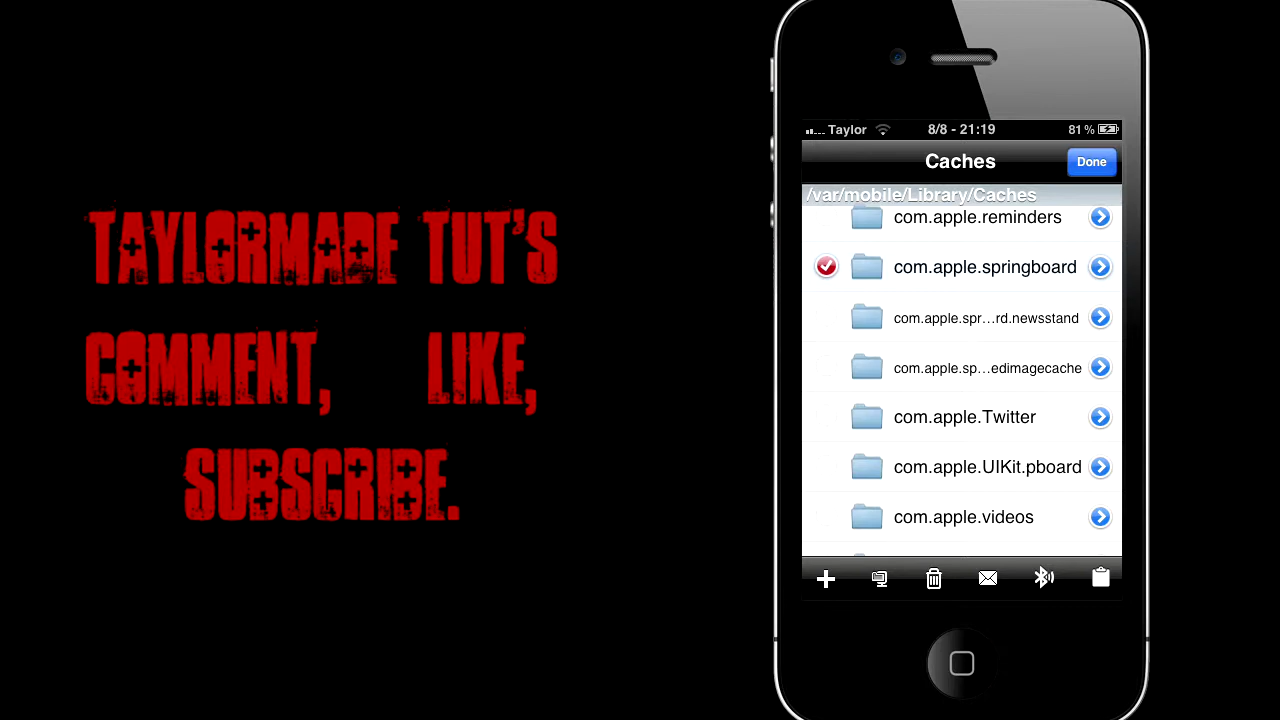 TAYLORMADE TUT'S
COMMENT, LIKE,
SUBSCRIBE.
Taylor 8/8 - 21:19 81%
Caches Done
/var/mobile/Library/Caches
com.apple.reminders
com.apple.springboard
com.apple.spr...rd.newsstand
com.apple.sp...edimagecache
com.apple.Twitter
com.apple.UIKit.pboard
com.apple.videos